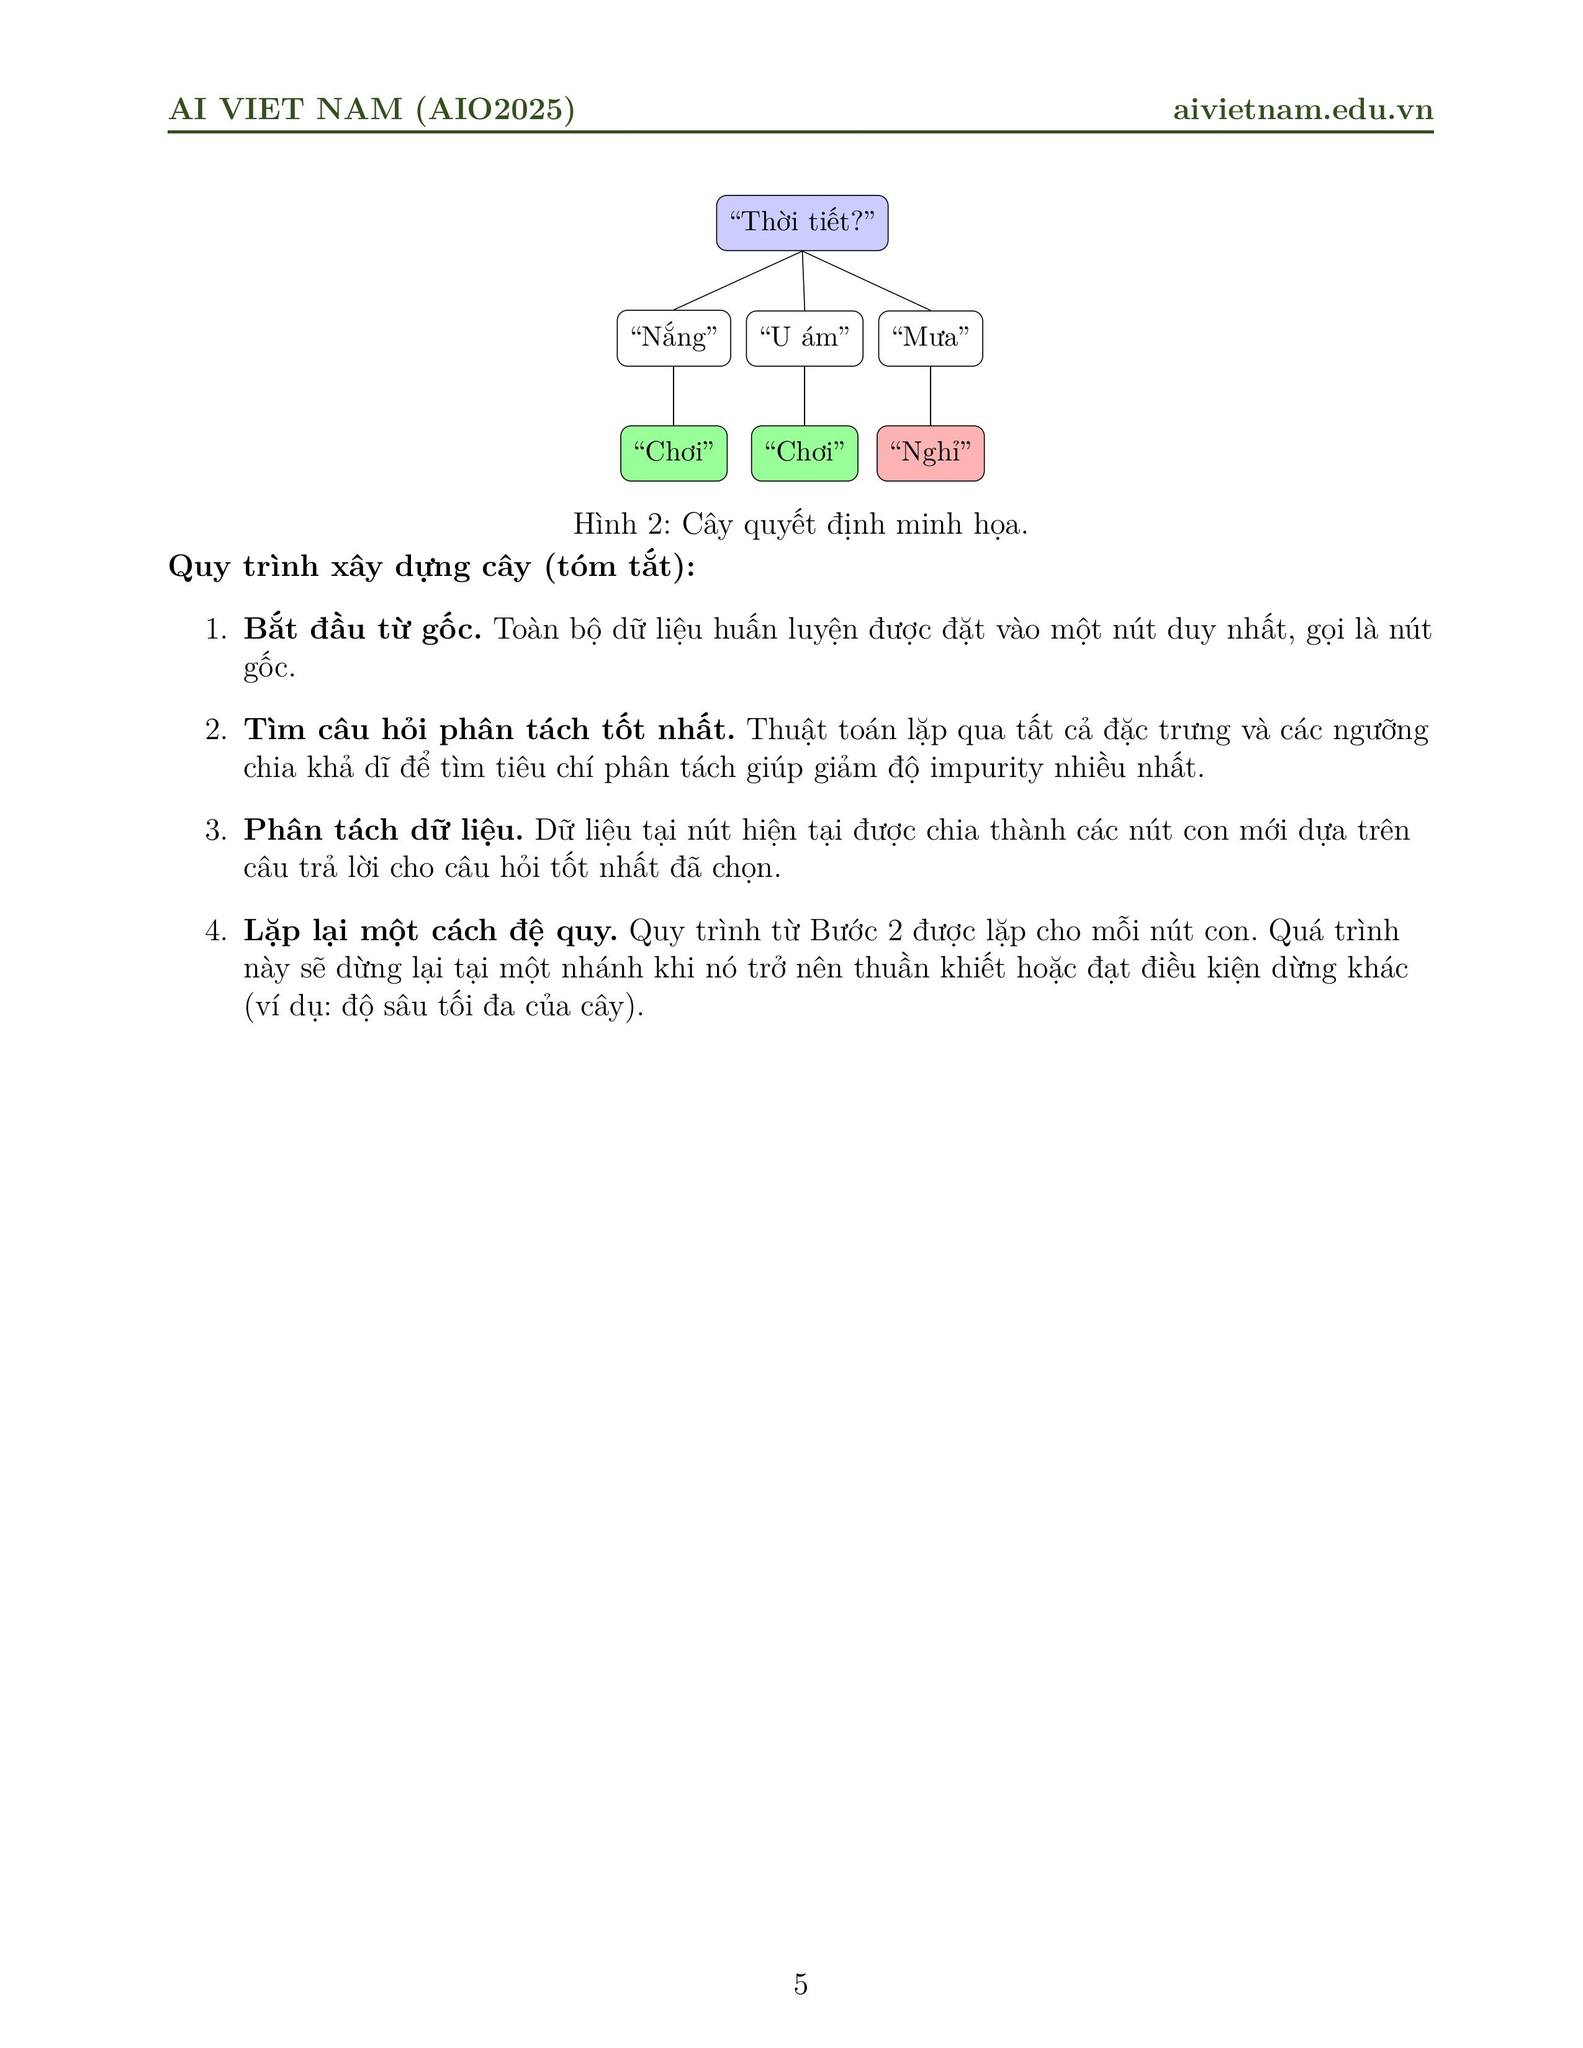 AI VIET NAM (AIO2025) aivietnam.edu.vn
“Thời tiết?”
“Nắng” “U ám” “Mưa”
“Chơi” “Chơi” “Nghỉ”
Hình 2: Cây quyết định minh họa.
Quy trình xây dựng cây (tóm tắt):
1. Bắt đầu từ gốc. Toàn bộ dữ liệu huấn luyện được đặt vào một nút duy nhất, gọi là nút
gốc.
2. Tìm câu hỏi phân tách tốt nhất. Thuật toán lặp qua tất cả đặc trưng và các ngưỡng
chia khả dĩ để tìm tiêu chí phân tách giúp giảm độ impurity nhiều nhất.
3. Phân tách dữ liệu. Dữ liệu tại nút hiện tại được chia thành các nút con mới dựa trên
câu trả lời cho câu hỏi tốt nhất đã chọn.
4. Lặp lại một cách đệ quy. Quy trình từ Bước 2 được lặp cho mỗi nút con. Quá trình
này sẽ dừng lại tại một nhánh khi nó trở nên thuần khiết hoặc đạt điều kiện dừng khác
(ví dụ: độ sâu tối đa của cây).
5